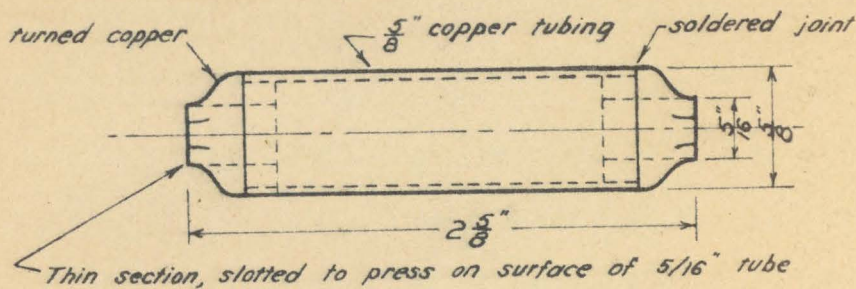 turned copper
5/8" copper tubing
soldered joint
5/16"
5/8"
2 5/8"
Thin section, slotted to press on surface of 5/16" tube